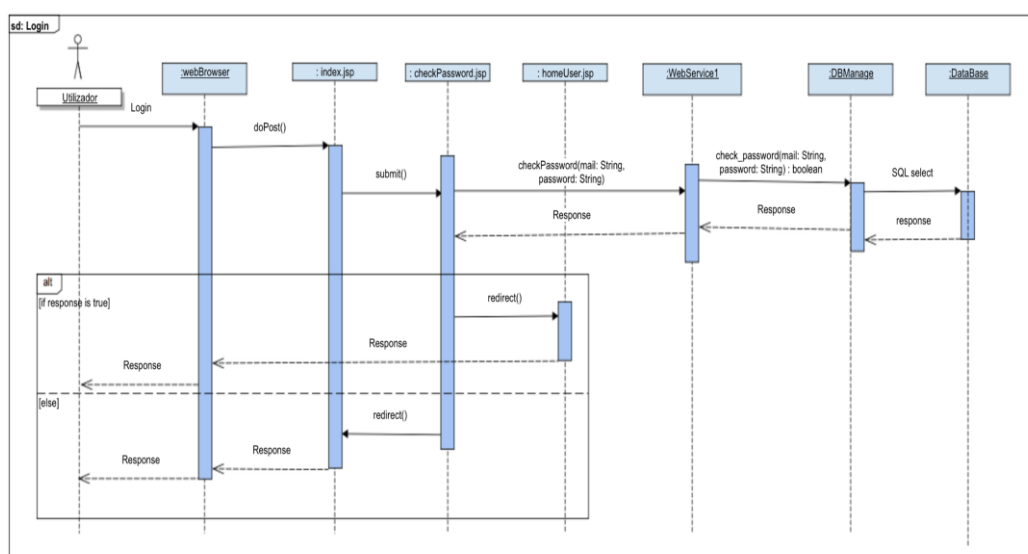 sd: Login
:webBrowser
: index.jsp
: checkPassword.jsp
: homeUser.jsp
:WebService1
:DBManage
:DataBase
Utilizador
Login
doPost()
submit()
checkPassword(mail: String,
password: String)
check_password(mail: String,
password: String) : boolean
SQL select
Response
Response
response
alt
[if response is true]
redirect()
Response
Response
[else]
redirect()
Response
Response